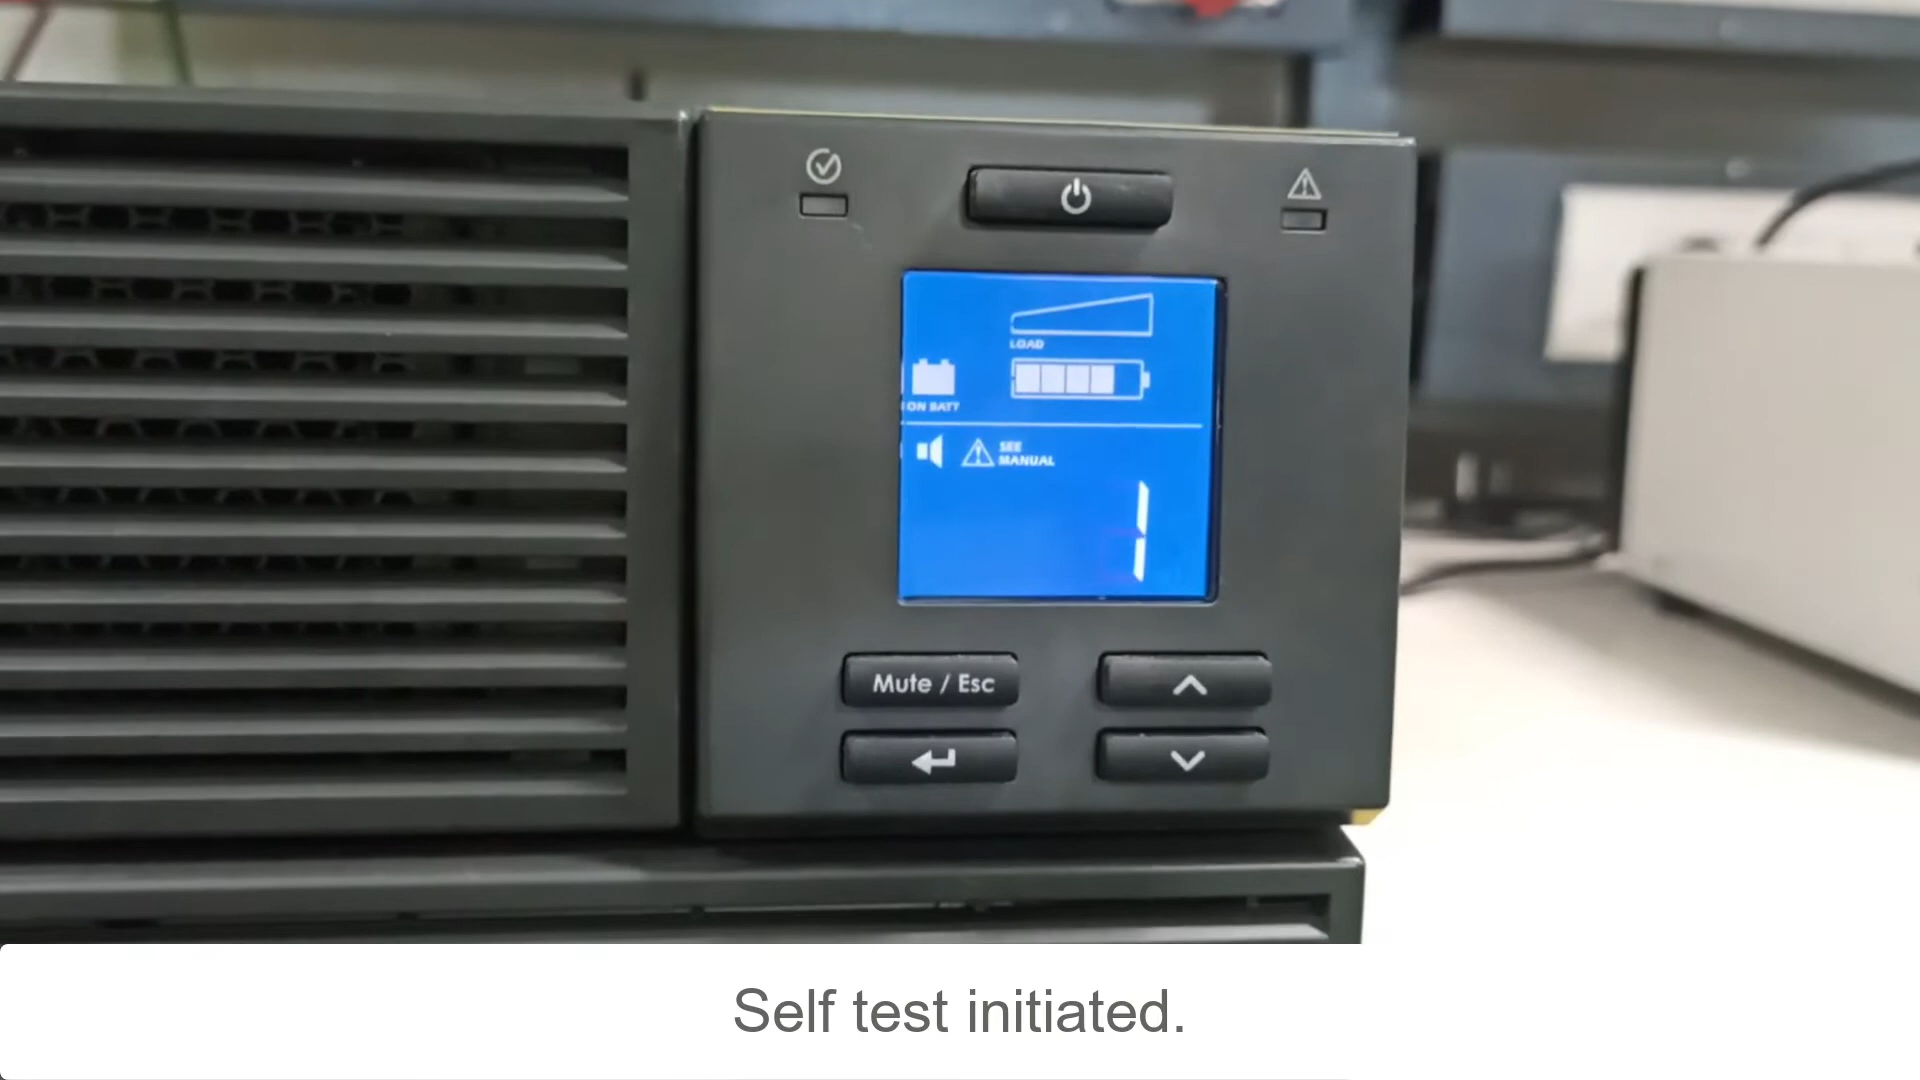 LOAD
ON BATT
SEE
MANUAL
1
Mute / Esc
Self test initiated.